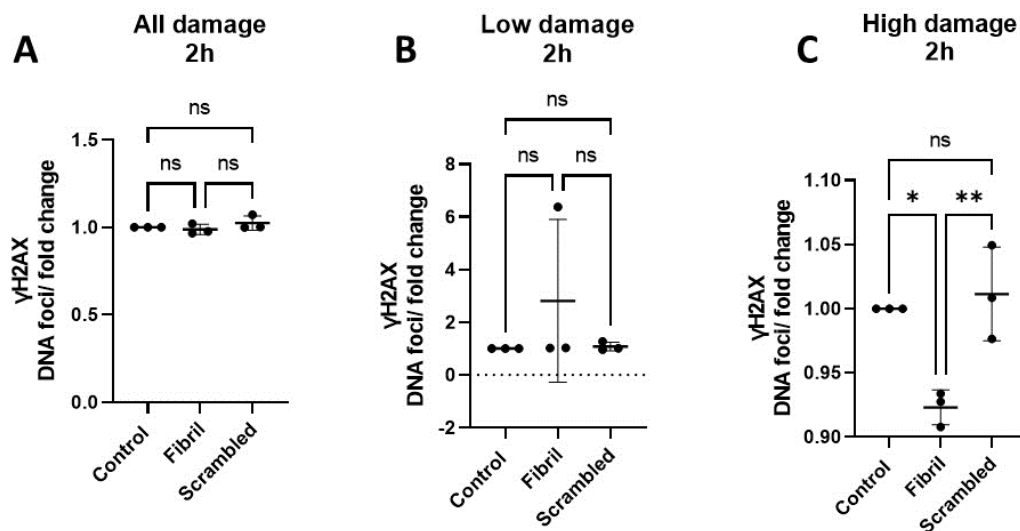 A
All damage
2h
ns
ns
ns
1.5
1.0
0.5
0.0
γH2AX
DNA foci/ fold change
Control
Fibril
Scrambled
B
Low damage
2h
ns
ns
ns
8
6
4
2
0
-2
γH2AX
DNA foci/ fold change
Control
Fibril
Scrambled
C
High damage
2h
ns
*
**
1.10
1.05
1.00
0.95
0.90
γH2AX
DNA foci/ fold change
Control
Fibril
Scrambled